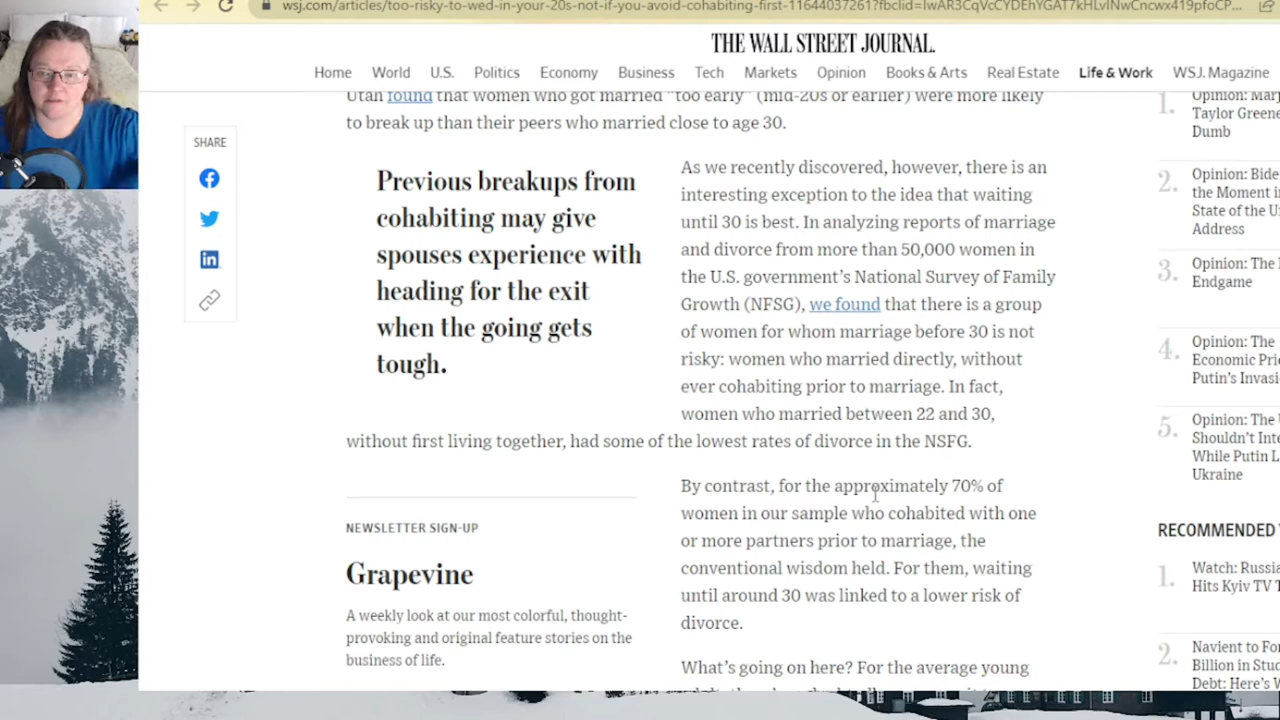 wsj.com/articles/too-risky-to-wed-in-your-20s-not-if-you-avoid-cohabiting-first-11644037261?fbclid=
THE WALL STREET JOURNAL.
Home World U.S. Politics Economy Business Tech Markets Opinion Books & Arts Real Estate Life & Work WSJ. Magazine
Utah found that women who got married "too early" (mid-20s or earlier) were more likely
to break up than their peers who married close to age 30.
SHARE
Previous breakups from
cohabiting may give
spouses experience with
heading for the exit
when the going gets
tough.
As we recently discovered, however, there is an
interesting exception to the idea that waiting
until 30 is best. In analyzing reports of marriage
and divorce from more than 50,000 women in
the U.S. government's National Survey of Family
Growth (NFSG), we found that there is a group
of women for whom marriage before 30 is not
risky: women who married directly, without
ever cohabiting prior to marriage. In fact,
women who married between 22 and 30,
without first living together, had some of the lowest rates of divorce in the NSFG.
NEWSLETTER SIGN-UP
Grapevine
A weekly look at our most colorful, thought-
provoking and original feature stories on the
business of life.
By contrast, for the approximately 70% of
women in our sample who cohabited with one
or more partners prior to marriage, the
conventional wisdom held. For them, waiting
until around 30 was linked to a lower risk of
divorce.
What's going on here? For the average young
1. Opinion: Marj
Taylor Greene
Dumb
2. Opinion: Bide
the Moment i
State of the U
Address
3. Opinion: The
Endgame
4. Opinion: The
Economic Pri
Putin's Invasi
5. Opinion: The
Shouldn't Inte
While Putin L
Ukraine
RECOMMENDED
1. Watch: Russia
Hits Kyiv TV T
2. Navient to For
Billion in Stud
Debt: Here's W